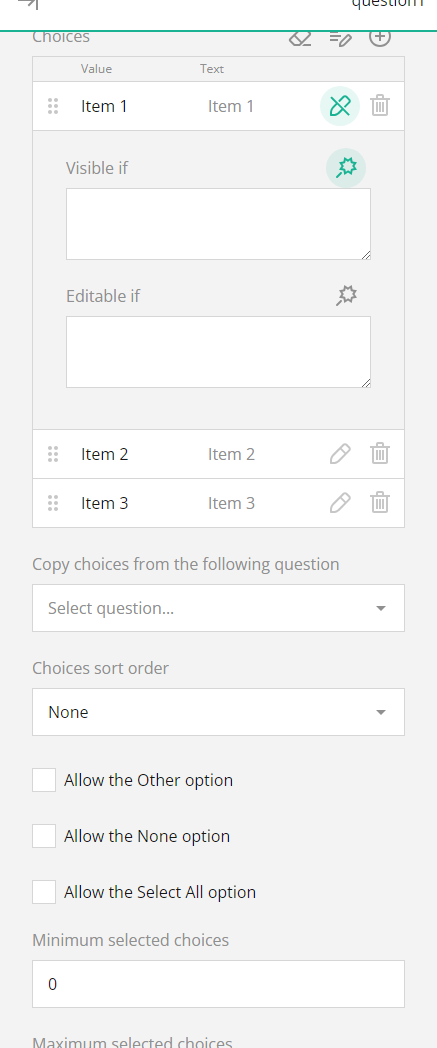 question1
Choices
Value Text
Item 1 Item 1
Visible if
Editable if
Item 2 Item 2
Item 3 Item 3
Copy choices from the following question
Select question...
Choices sort order
None
Allow the Other option
Allow the None option
Allow the Select All option
Minimum selected choices
0
Maximum selected choices